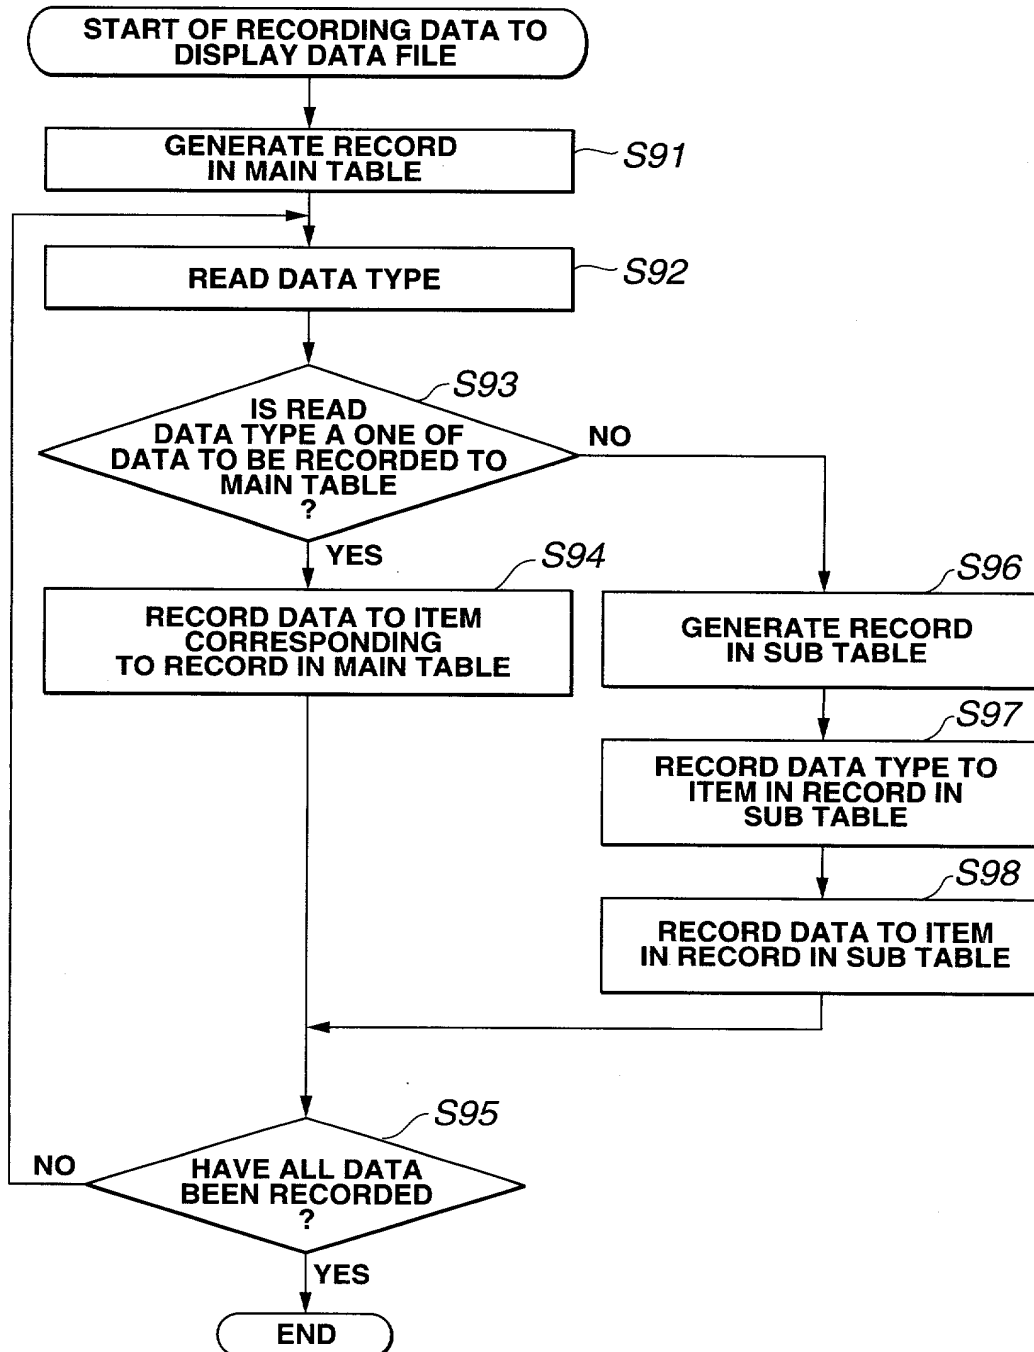 START OF RECORDING DATA TO
DISPLAY DATA FILE
GENERATE RECORD
IN MAIN TABLE
S91
READ DATA TYPE
S92
S93
IS READ
DATA TYPE A ONE OF
DATA TO BE RECORDED TO
MAIN TABLE
?
NO
YES
S94
RECORD DATA TO ITEM
CORRESPONDING
TO RECORD IN MAIN TABLE
S96
GENERATE RECORD
IN SUB TABLE
S97
RECORD DATA TYPE TO
ITEM IN RECORD IN
SUB TABLE
S98
RECORD DATA TO ITEM
IN RECORD IN SUB TABLE
S95
NO
HAVE ALL DATA
BEEN RECORDED
?
YES
END